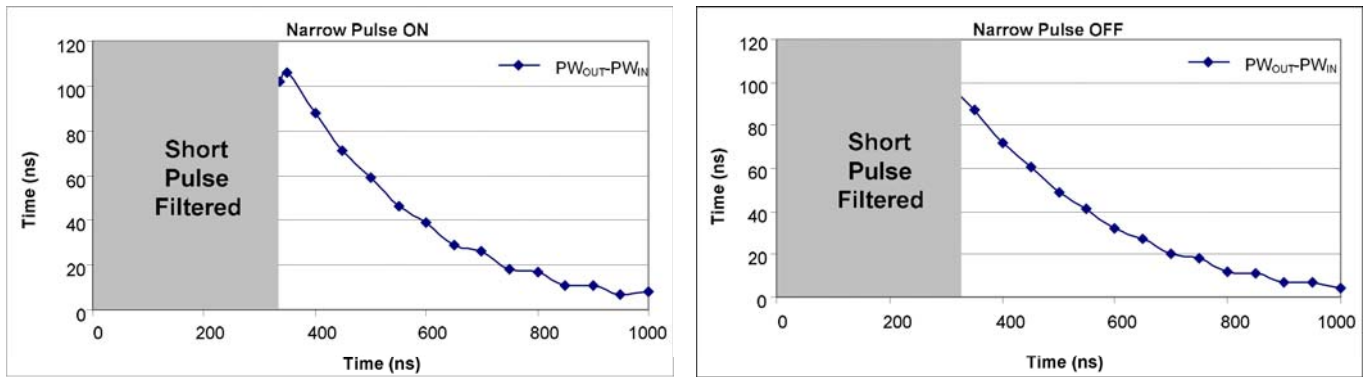 Narrow Pulse ON
120
100
80
60
40
20
0
Time (ns)
PWOUT-PWIN
Short
Pulse
Filtered
0 200 400 600 800 1000
Time (ns)
Narrow Pulse OFF
120
100
80
60
40
20
0
Time (ns)
PWOUT-PWIN
Short
Pulse
Filtered
0 200 400 600 800 1000
Time (ns)